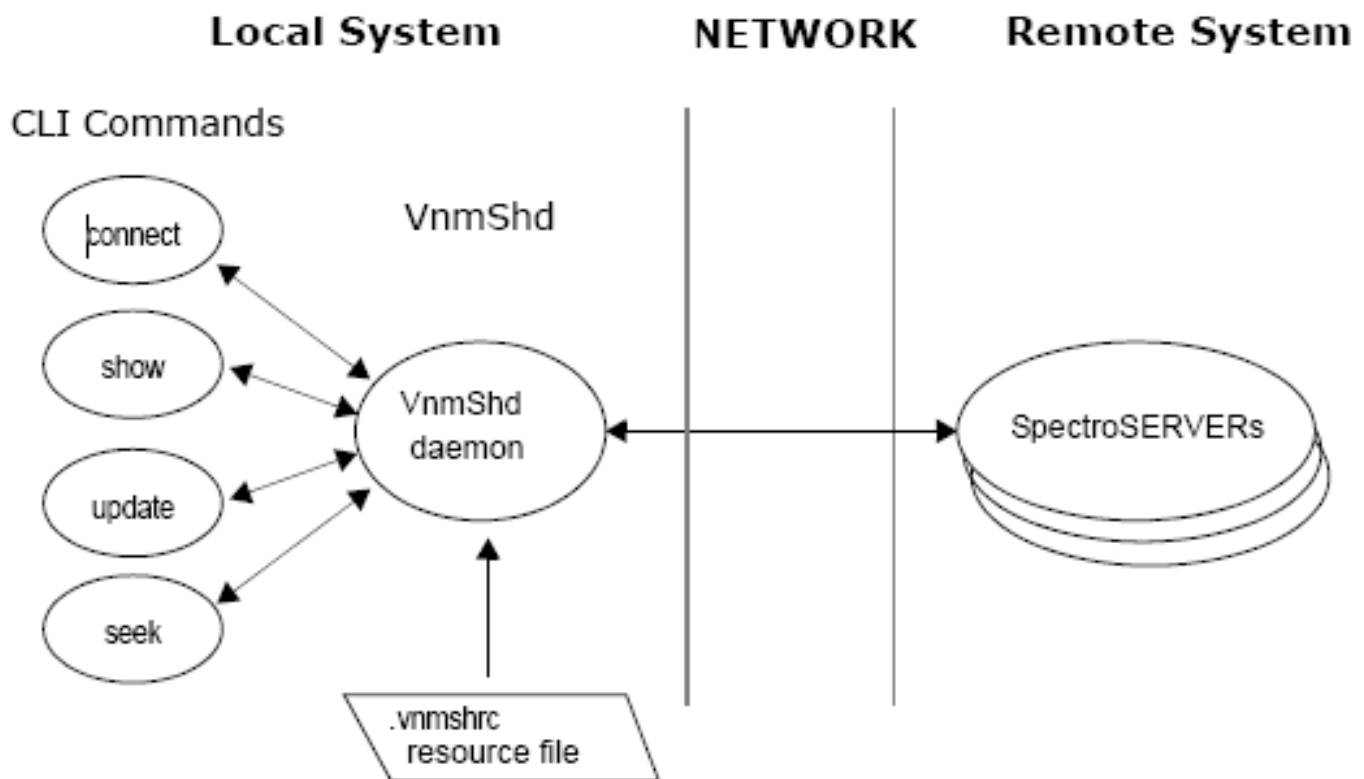 Local System
NETWORK
Remote System
CLI Commands
connect
VnmShd
show
VnmShd
daemon
SpectroSERVERs
update
seek
.vnmshrc
resource file